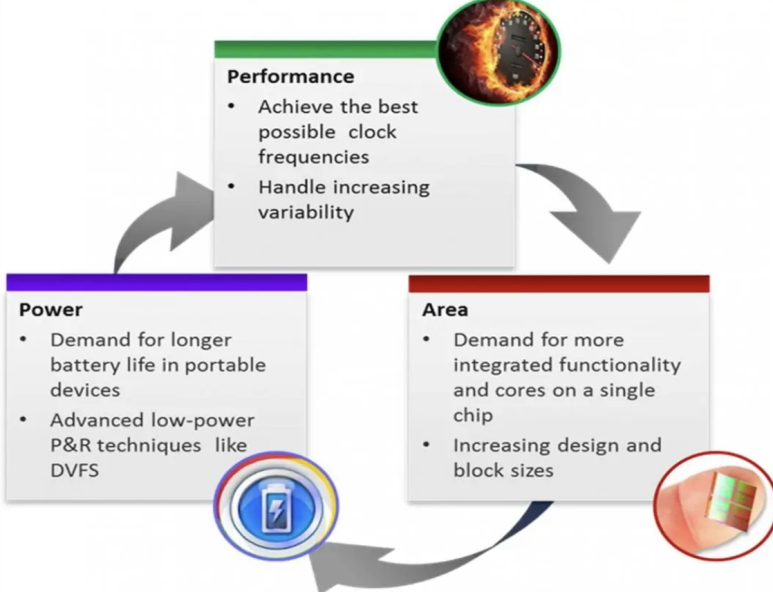 Performance
• Achieve the best
possible clock
frequencies
• Handle increasing
variability
Power
• Demand for longer
battery life in portable
devices
• Advanced low-power
P&R techniques like
DVFS
Area
• Demand for more
integrated functionality
and cores on a single
chip
• Increasing design and
block sizes